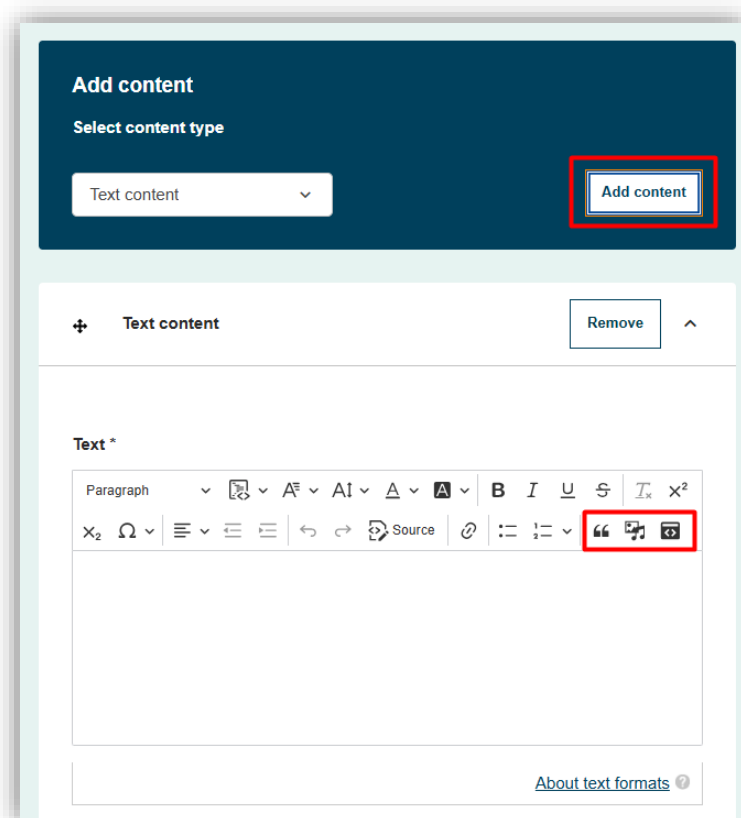 Add content
Select content type
Text content
Add content
Text content
Remove
Text *
Paragraph
Source
About text formats